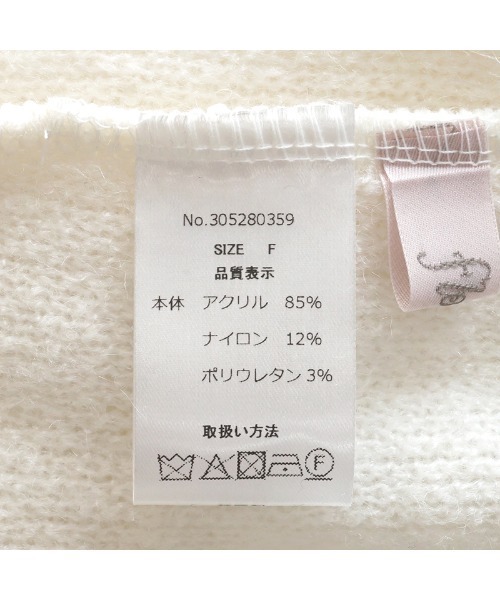 No.305280359
SIZE F
品質表示
本体 アクリル 85%
ナイロン 12%
ポリウレタン 3%
取扱い方法
F